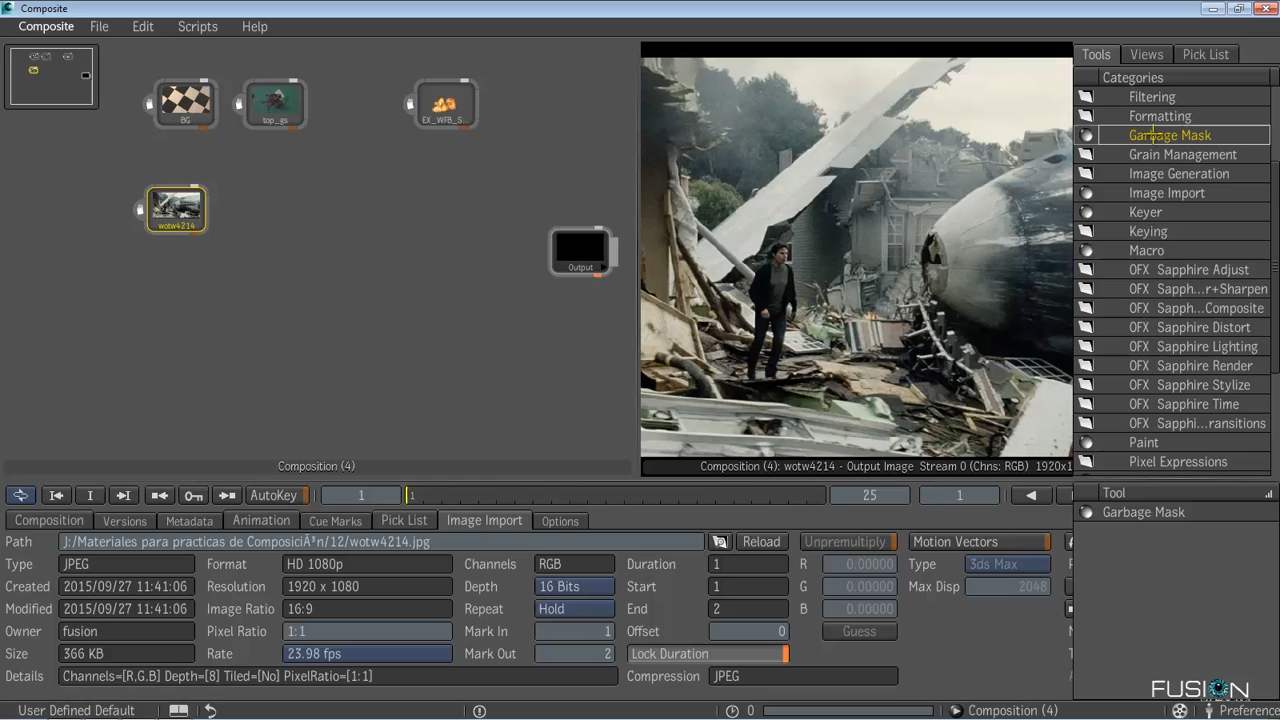 Composite
Composite File Edit Scripts Help
BG
top_gs
EX_WFB_S...
wotw4214
Output
Composition (4)
Composition (4): wotw4214 - Output Image Stream 0 (Chns: RGB) 1920x1
Tools Views Pick List
Categories
Filtering
Formatting
Garbage Mask
Grain Management
Image Generation
Image Import
Keyer
Keying
Macro
OFX Sapphire Adjust
OFX Sapph...r+Sharpen
OFX Sapph...Composite
OFX Sapphire Distort
OFX Sapphire Lighting
OFX Sapphire Render
OFX Sapphire Stylize
OFX Sapphire Time
OFX Sapphi...ransitions
Paint
Pixel Expressions
Tool
Garbage Mask
AutoKey 1 1 25 1
Composition Versions Metadata Animation Cue Marks Pick List Image Import Options
Path J:/Materiales para practicas de ComposiciÃ³n/12/wotw4214.jpg Reload Unpremultiply Motion Vectors
Type JPEG Format HD 1080p Channels RGB Duration 1 R 0.00000 Type 3ds Max
Created 2015/09/27 11:41:06 Resolution 1920 x 1080 Depth 16 Bits Start 1 G 0.00000 Max Disp 2048
Modified 2015/09/27 11:41:06 Image Ratio 16:9 Repeat Hold End 2 B 0.00000
Owner fusion Pixel Ratio 1:1 Mark In 1 Offset 0 Guess
Size 366 KB Rate 23.98 fps Mark Out 2 Lock Duration
Details Channels=[R,G,B] Depth=[8] Tiled=[No] PixelRatio=[1:1] Compression JPEG
FUSION
User Defined Default 0 Composition (4) Preference